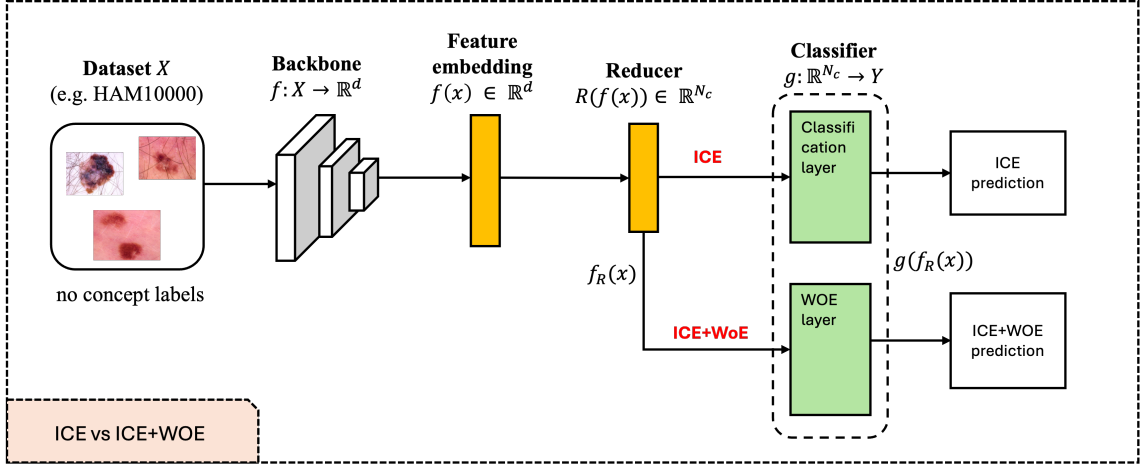 Dataset X
(e.g. HAM10000)
no concept labels
Backbone
f: X → ℝ^d
Feature
embedding
f(x) ∈ ℝ^d
Reducer
R(f(x)) ∈ ℝ^{N_c}
Classifier
g: ℝ^{N_c} → Y
ICE
Classifi
cation
layer
ICE
prediction
f_R(x)
g(f_R(x))
ICE+WoE
WOE
layer
ICE+WOE
prediction
ICE vs ICE+WOE